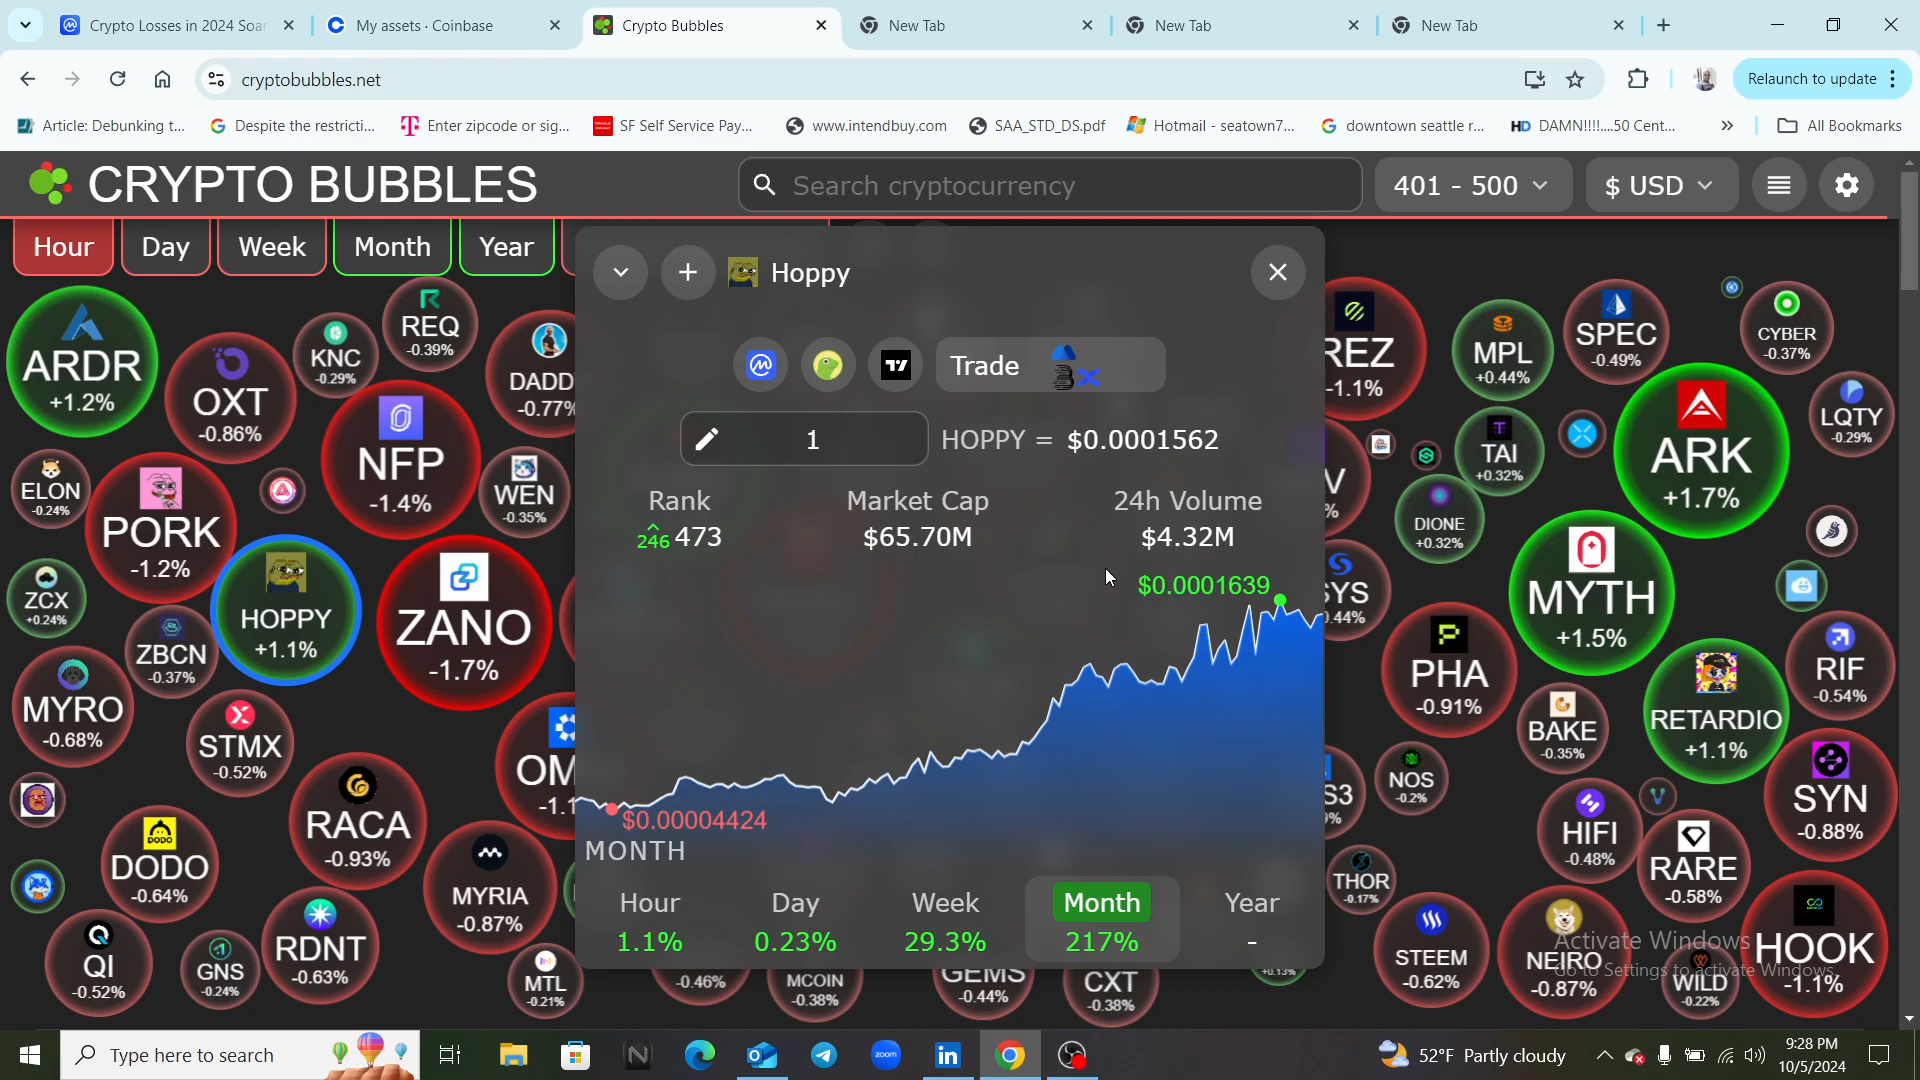 Crypto Losses in 2024 Soar
My assets · Coinbase
Crypto Bubbles
New Tab
New Tab
New Tab
cryptobubbles.net
Relaunch to update
Article: Debunking t...
Despite the restricti...
Enter zipcode or sig...
SF Self Service Pay...
www.intendbuy.com
SAA_STD_DS.pdf
Hotmail - seatown7...
downtown seattle r...
HD DAMN!!!!....50 Cent...
All Bookmarks
CRYPTO BUBBLES
Search cryptocurrency
401 - 500
$ USD
Hour
Day
Week
Month
Year
Hoppy
Trade
1
HOPPY = $0.0001562
Rank
246 473
Market Cap
$65.70M
24h Volume
$4.32M
$0.0001639
$0.00004424
MONTH
Hour
1.1%
Day
0.23%
Week
29.3%
Month
217%
Year
-
ARDR
+1.2%
OXT
-0.86%
KNC
-0.29%
REQ
-0.39%
DADD
-0.77%
NFP
-1.4%
ELON
-0.24%
PORK
-1.2%
WEN
-0.35%
ZCX
+0.24%
HOPPY
+1.1%
ZANO
-1.7%
ZBCN
-0.37%
MYRO
-0.68%
STMX
-0.52%
OM
-1.1
RACA
-0.93%
DODO
-0.64%
MYRIA
-0.87%
QI
-0.52%
GNS
-0.24%
RDNT
-0.63%
MTL
-0.21%
-0.46%
MCOIN
-0.38%
GEMS
-0.44%
CXT
-0.38%
+0.13%
REZ
-1.1%
MPL
+0.44%
SPEC
-0.49%
CYBER
-0.37%
LQTY
-0.29%
V
%
TAI
+0.32%
ARK
+1.7%
DIONE
+0.32%
SYS
0.44%
MYTH
+1.5%
PHA
-0.91%
RIF
-0.54%
RETARDIO
+1.1%
BAKE
-0.35%
S3
9%
NOS
-0.2%
SYN
-0.88%
HIFI
-0.48%
RARE
-0.58%
THOR
-0.17%
STEEM
-0.62%
NEIRO
-0.87%
WILD
-0.22%
HOOK
-1.1%
Activate Windows
Go to Settings to activate Windows.
Type here to search
zoom
52°F Partly cloudy
9:28 PM
10/5/2024